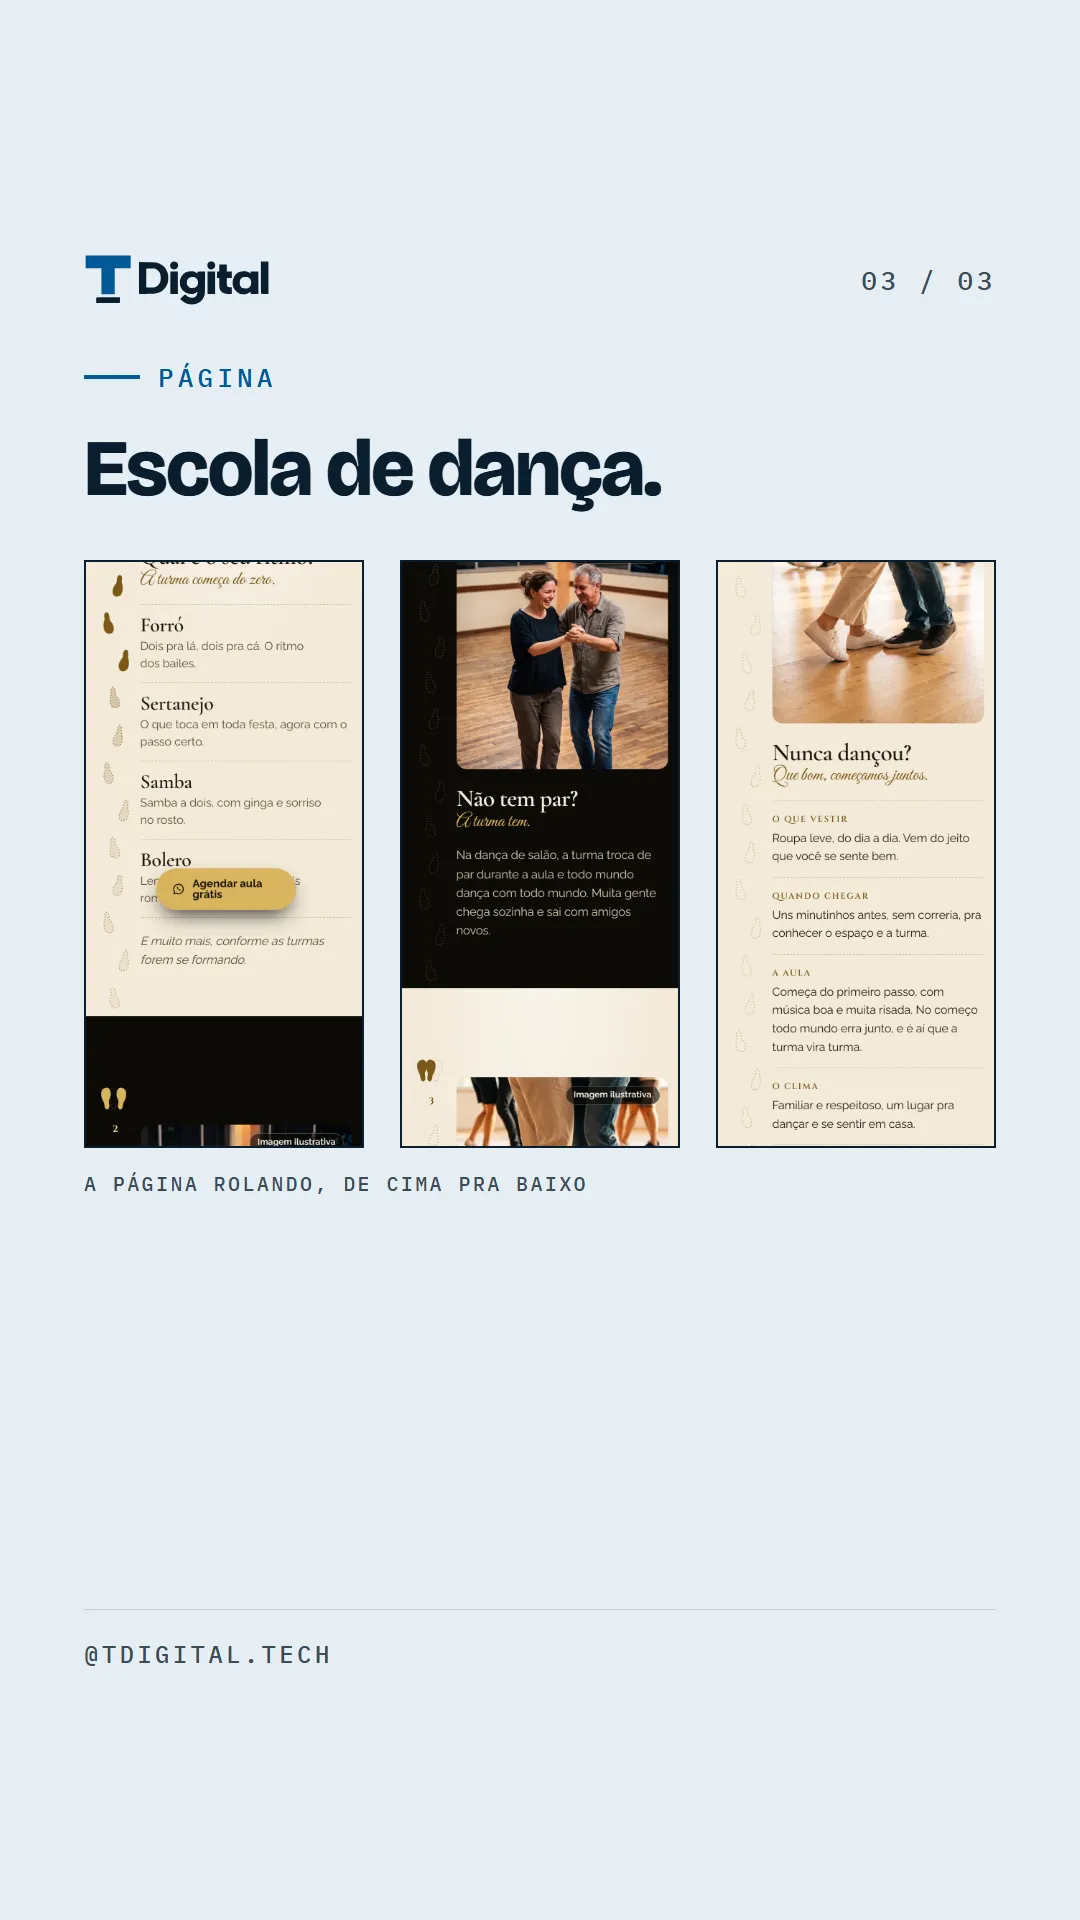 T Digital
03 / 03
PÁGINA
Escola de dança.
Qual é o seu ritmo?
A turma começa do zero.
Forró
Dois pra lá, dois pra cá. O ritmo
dos bailes.
Sertanejo
O que toca em toda festa, agora com o
passo certo.
Samba
Samba a dois, com ginga e sorriso
no rosto.
Bolero
Agendar aula
grátis
E muito mais, conforme as turmas
forem se formando.
2
Imagem ilustrativa
Não tem par?
A turma tem.
Na dança de salão, a turma troca de
par durante a aula e todo mundo
dança com todo mundo. Muita gente
chega sozinha e sai com amigos
novos.
3
Imagem ilustrativa
Nunca dançou?
Que bom, começamos juntos.
O QUE VESTIR
Roupa leve, do dia a dia. Vem do jeito
que você se sente bem.
QUANDO CHEGAR
Uns minutinhos antes, sem correria, pra
conhecer o espaço e a turma.
A AULA
Começa do primeiro passo, com
música boa e muita risada. No começo
todo mundo erra junto, e é aí que a
turma vira turma.
O CLIMA
Familiar e respeitoso, um lugar pra
dançar e se sentir em casa.
A PÁGINA ROLANDO, DE CIMA PRA BAIXO
@TDIGITAL.TECH